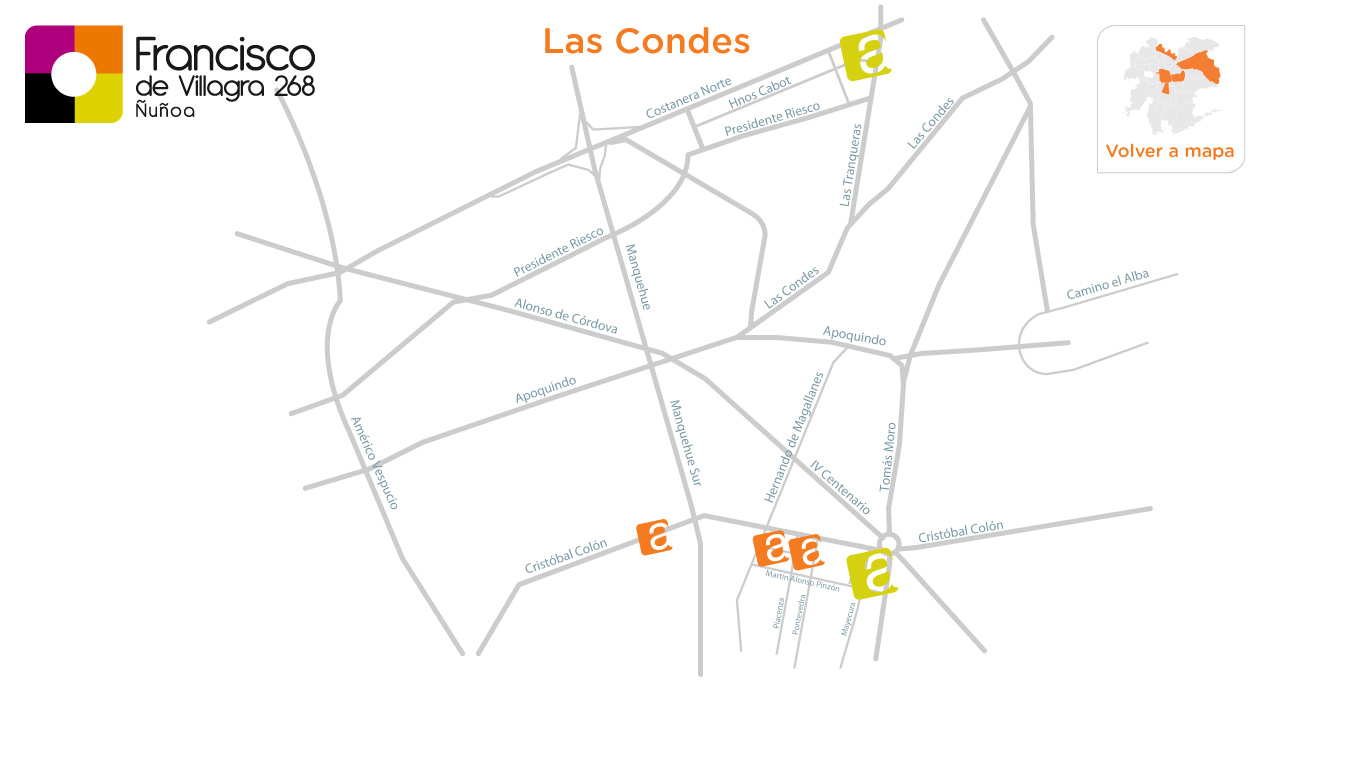 Francisco
de Villagra 268
Ñuñoa
Las Condes
Volver a mapa
Costanera Norte
Hnos Cabot
Presidente Riesco
Las Tranqueras
Las Condes
Presidente Riesco
Manquehue
Alonso de Córdova
Las Condes
Camino el Alba
Apoquindo
Apoquindo
Américo Vespucio
Manquehue Sur
Hernando de Magallanes
IV Centenario
Tomás Moro
Cristóbal Colón
Cristóbal Colón
a
a
a
a
a
Martín Alonso Pinzón
Piacenza
Pontevedra
Mayecura